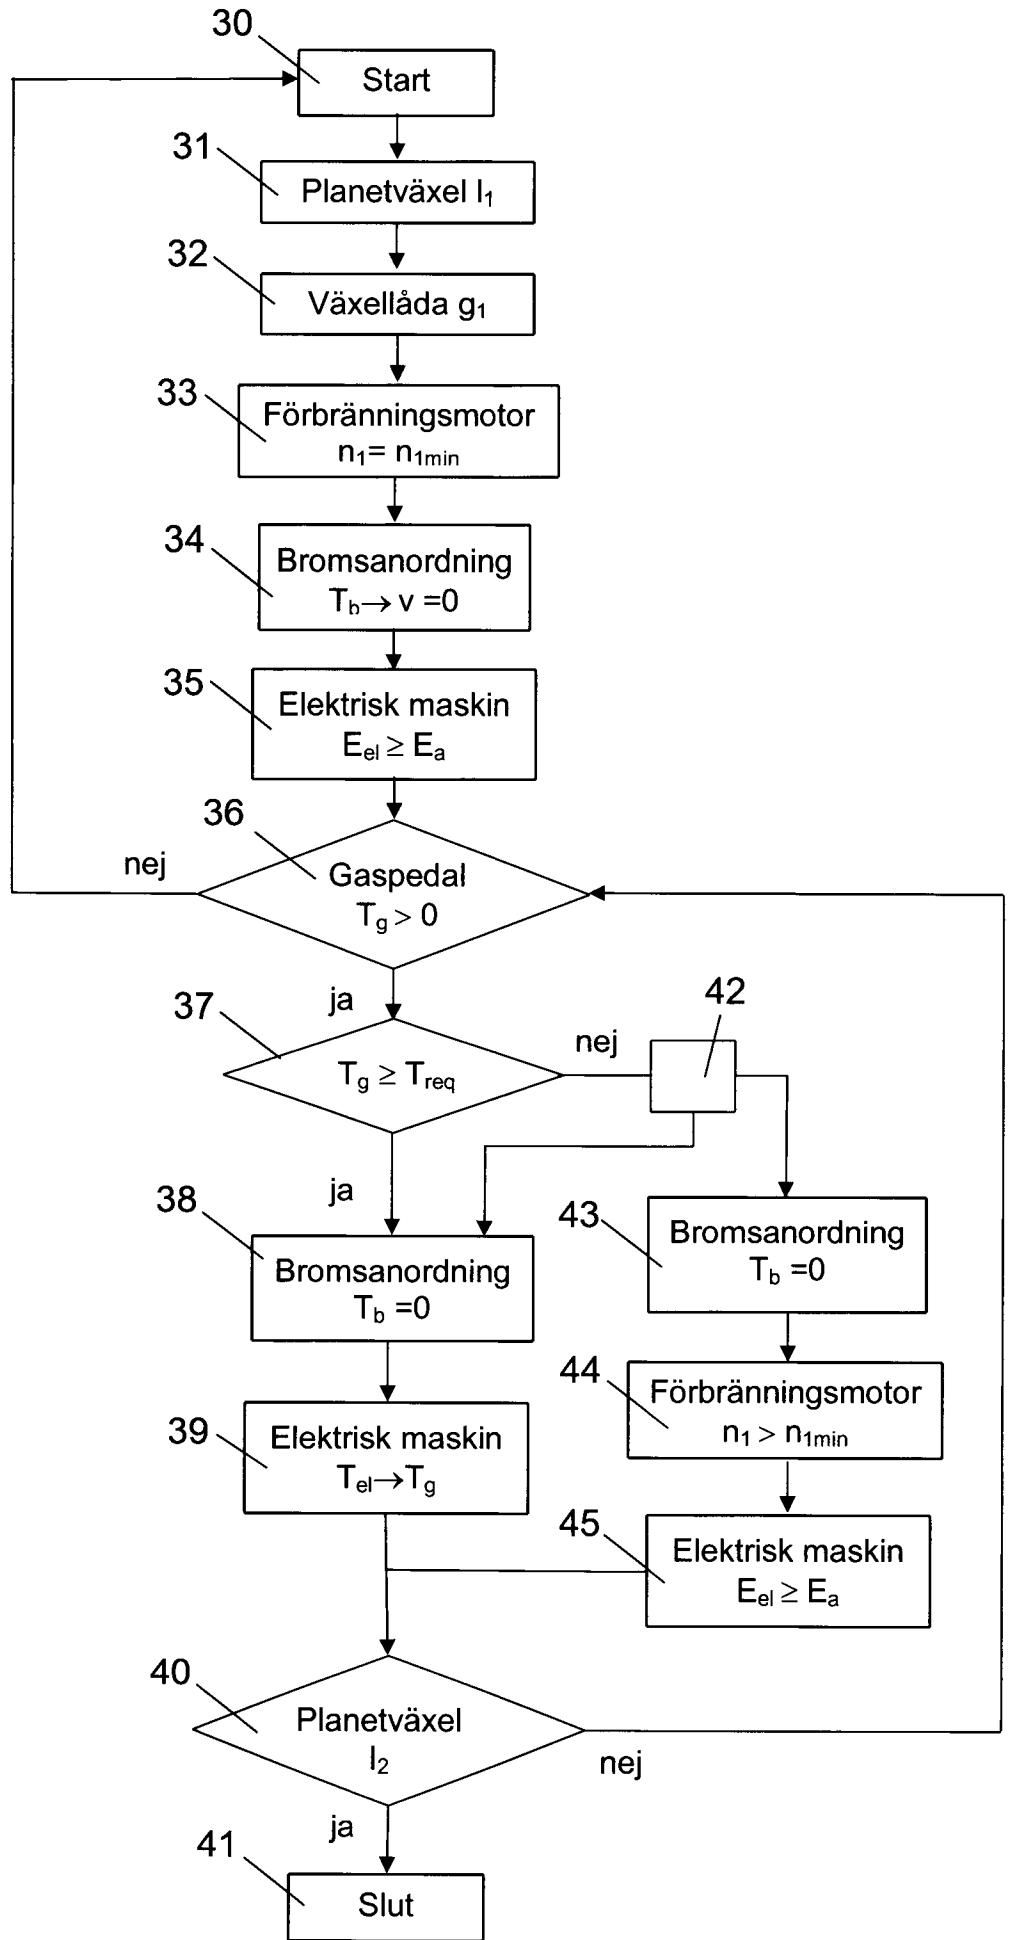 30
Start
31
Planetväxel I₁
32
Växellåda g₁
33
Förbränningsmotor
n₁= n₁min
34
Bromsanordning
Tb→ v =0
35
Elektrisk maskin
Eel ≥ Ea
36
nej
Gaspedal
Tg > 0
ja
37
Tg ≥ Treq
nej
42
ja
38
Bromsanordning
Tb =0
43
Bromsanordning
Tb =0
44
Förbränningsmotor
n₁ > n₁min
39
Elektrisk maskin
Tel→Tg
45
Elektrisk maskin
Eel ≥ Ea
40
Planetväxel
I₂
nej
ja
41
Slut